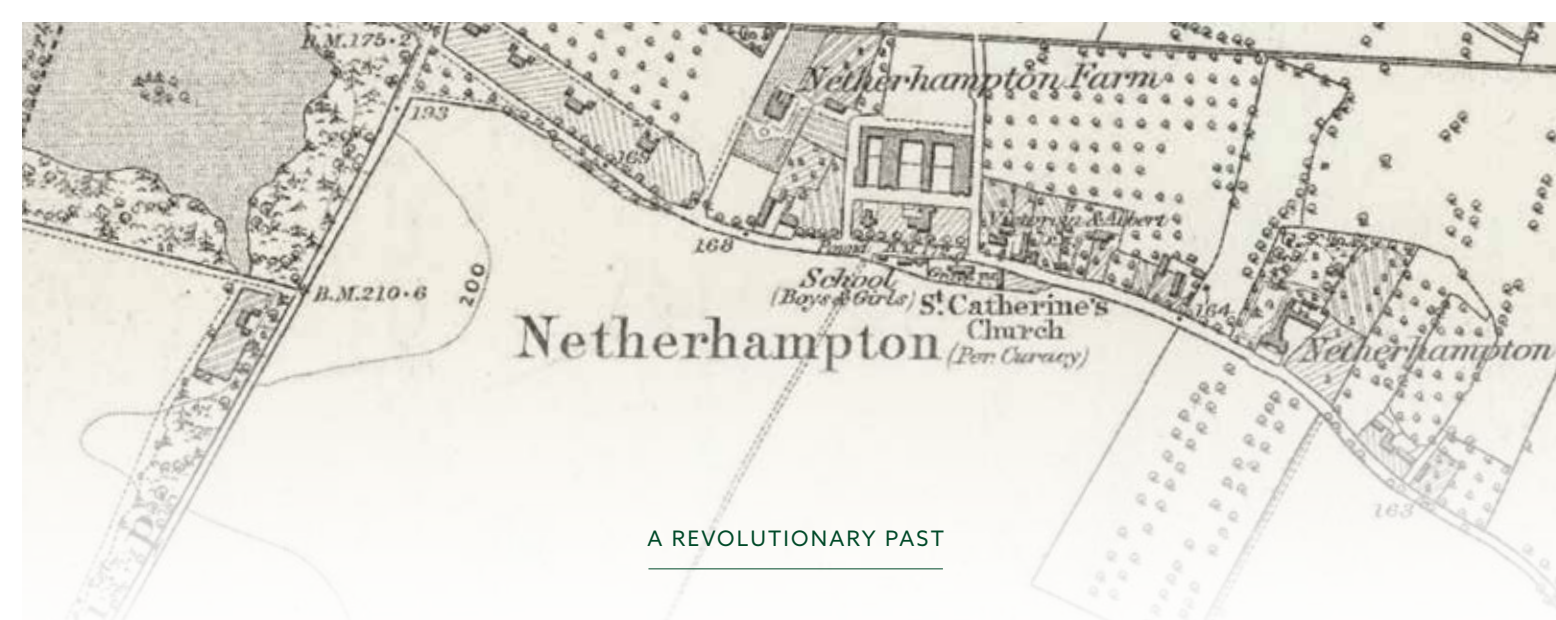 B.M.175·2
Netherhampton Farm
193
165
Victoria & Albert
168
Pound
School
(Boys & Girls)
St. Catherine's
Church
(Per. Curacy)
200
B.M.210·6
164
Netherhampton
Netherhampton
163
A REVOLUTIONARY PAST